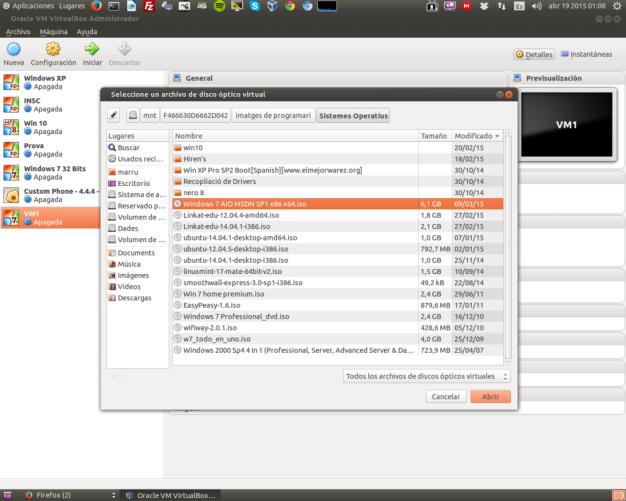 Aplicaciones Lugares Es abr 19 2015 01:08
Oracle VM VirtualBox Administrador
Archivo Máquina Ayuda
Nueva Configuración Iniciar Descartar
Detalles Instantáneas
Windows XP
Apagada
INSC
Apagada
Win 10
Apagada
Prova
Apagada
Windows 7 32 Bits
Apagada
Custom Phone - 4.4.4 -
Apagada
VM1
Apagada
General
Previsualización
VM1
Seleccione un archivo de disco óptico virtual
mnt F466630D6662D042 imatges de programari Sistemes Operatius
Lugares
Buscar
Usados reci...
marru
Escritorio
Sistema de a...
Reservado p...
Volumen de ...
Dades
Volumen de ...
Documents
Música
Imágenes
Vídeos
Descargas
Nombre Tamaño Modificado
win10 20/02/15
Hiren's 18/02/15
Win XP Pro SP2 Boot[Spanish][www.elmejorwarez.org] 30/10/14
Recopliació de Drivers 30/10/14
nero 8 30/10/14
Windows 7 AIO MSDN SP1 x86 x64.iso 6,1 GB 09/03/15
Linkat-edu-12.04.4-amd64.iso 1,8 GB 27/02/15
Linkat-edu-14.04.1-i386.iso 2,1 GB 27/02/15
ubuntu-14.04.1-desktop-amd64.iso 1,0 GB 07/01/15
ubuntu-12.04.5-desktop-i386.iso 792,7 MB 02/01/15
ubuntu-14.04.1-desktop-i386.iso 1,0 GB 25/11/14
linuxmint-17-mate-64bit-v2.iso 1,5 GB 10/09/14
smoothwall-express-3.0-sp1-i386.iso 49,2 kB 22/08/14
Win 7 home premium.iso 2,4 GB 29/06/11
EasyPeasy-1.6.iso 879,6 MB 17/01/11
Windows 7 Professional_dvd.iso 2,4 GB 16/12/10
wifiway-2.0.1.iso 428,6 MB 05/12/10
w7_todo_en_uno.iso 4,0 GB 25/12/09
Windows 2000 Sp4 4 In 1 (Professional, Server, Advanced Server & Da... 723,9 MB 25/04/07
Todos los archivos de discos ópticos virtuales
Cancelar Abrir
Firefox (2) Oracle VM VirtualBox...